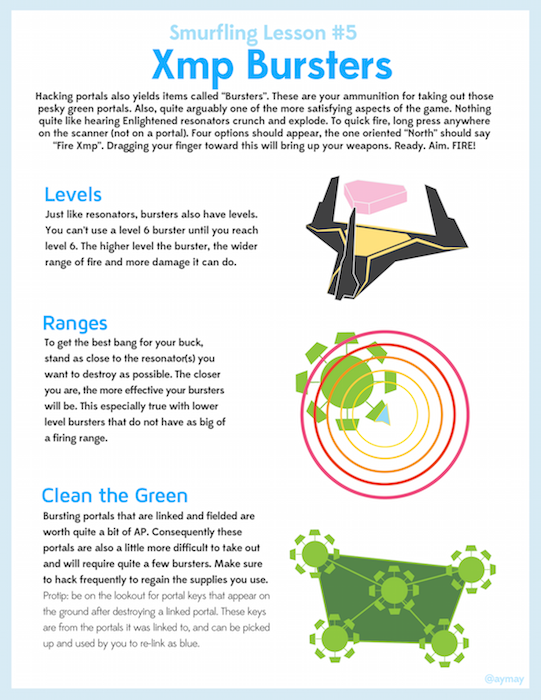 Smurfling Lesson #5
Xmp Bursters
Hacking portals also yields items called "Bursters". These are your ammunition for taking out those
pesky green portals. Also, quite arguably one of the more satisfying aspects of the game. Nothing
quite like hearing Enlightened resonators crunch and explode. To quick fire, long press anywhere
on the scanner (not on a portal). Four options should appear, the one oriented "North" should say
"Fire Xmp". Dragging your finger toward this will bring up your weapons. Ready. Aim. FIRE!
Levels
Just like resonators, bursters also have levels.
You can't use a level 6 burster until you reach
level 6. The higher level the burster, the wider
range of fire and more damage it can do.
Ranges
To get the best bang for your buck,
stand as close to the resonator(s) you
want to destroy as possible. The closer
you are, the more effective your bursters
will be. This especially true with lower
level bursters that do not have as big of
a firing range.
Clean the Green
Bursting portals that are linked and fielded are
worth quite a bit of AP. Consequently these
portals are also a little more difficult to take out
and will require quite a few bursters. Make sure
to hack frequently to regain the supplies you use.
Protip: be on the lookout for portal keys that appear on
the ground after destroying a linked portal. These keys
are from the portals it was linked to, and can be picked
up and used by you to re-link as blue.
@aymay